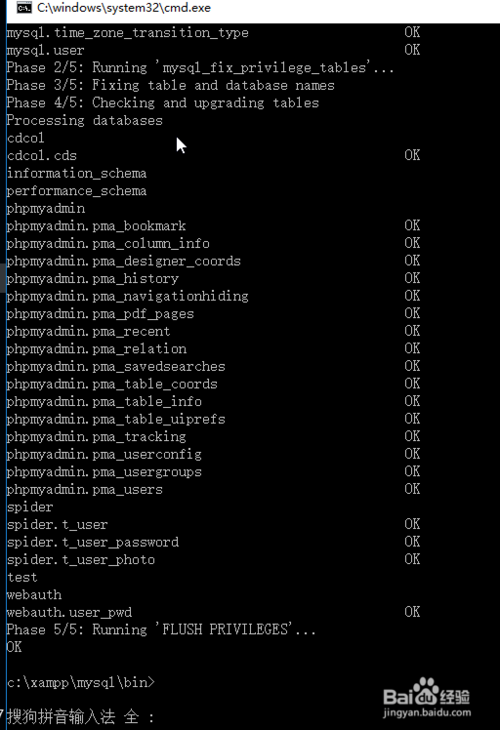 C:\windows\system32\cmd.exe
mysql.time_zone_transition_type OK
mysql.user OK
Phase 2/5: Running 'mysql_fix_privilege_tables'...
Phase 3/5: Fixing table and database names
Phase 4/5: Checking and upgrading tables
Processing databases
cdcol
cdcol.cds OK
information_schema
performance_schema
phpmyadmin
phpmyadmin.pma_bookmark OK
phpmyadmin.pma_column_info OK
phpmyadmin.pma_designer_coords OK
phpmyadmin.pma_history OK
phpmyadmin.pma_navigationhiding OK
phpmyadmin.pma_pdf_pages OK
phpmyadmin.pma_recent OK
phpmyadmin.pma_relation OK
phpmyadmin.pma_savedsearches OK
phpmyadmin.pma_table_coords OK
phpmyadmin.pma_table_info OK
phpmyadmin.pma_table_uiprefs OK
phpmyadmin.pma_tracking OK
phpmyadmin.pma_userconfig OK
phpmyadmin.pma_usergroups OK
phpmyadmin.pma_users OK
spider
spider.t_user OK
spider.t_user_password OK
spider.t_user_photo OK
test
webauth
webauth.user_pwd OK
Phase 5/5: Running 'FLUSH PRIVILEGES'...
OK
c:\xampp\mysql\bin>
搜狗拼音输入法 全 :
Baidu 经验
jingyan.baidu.com